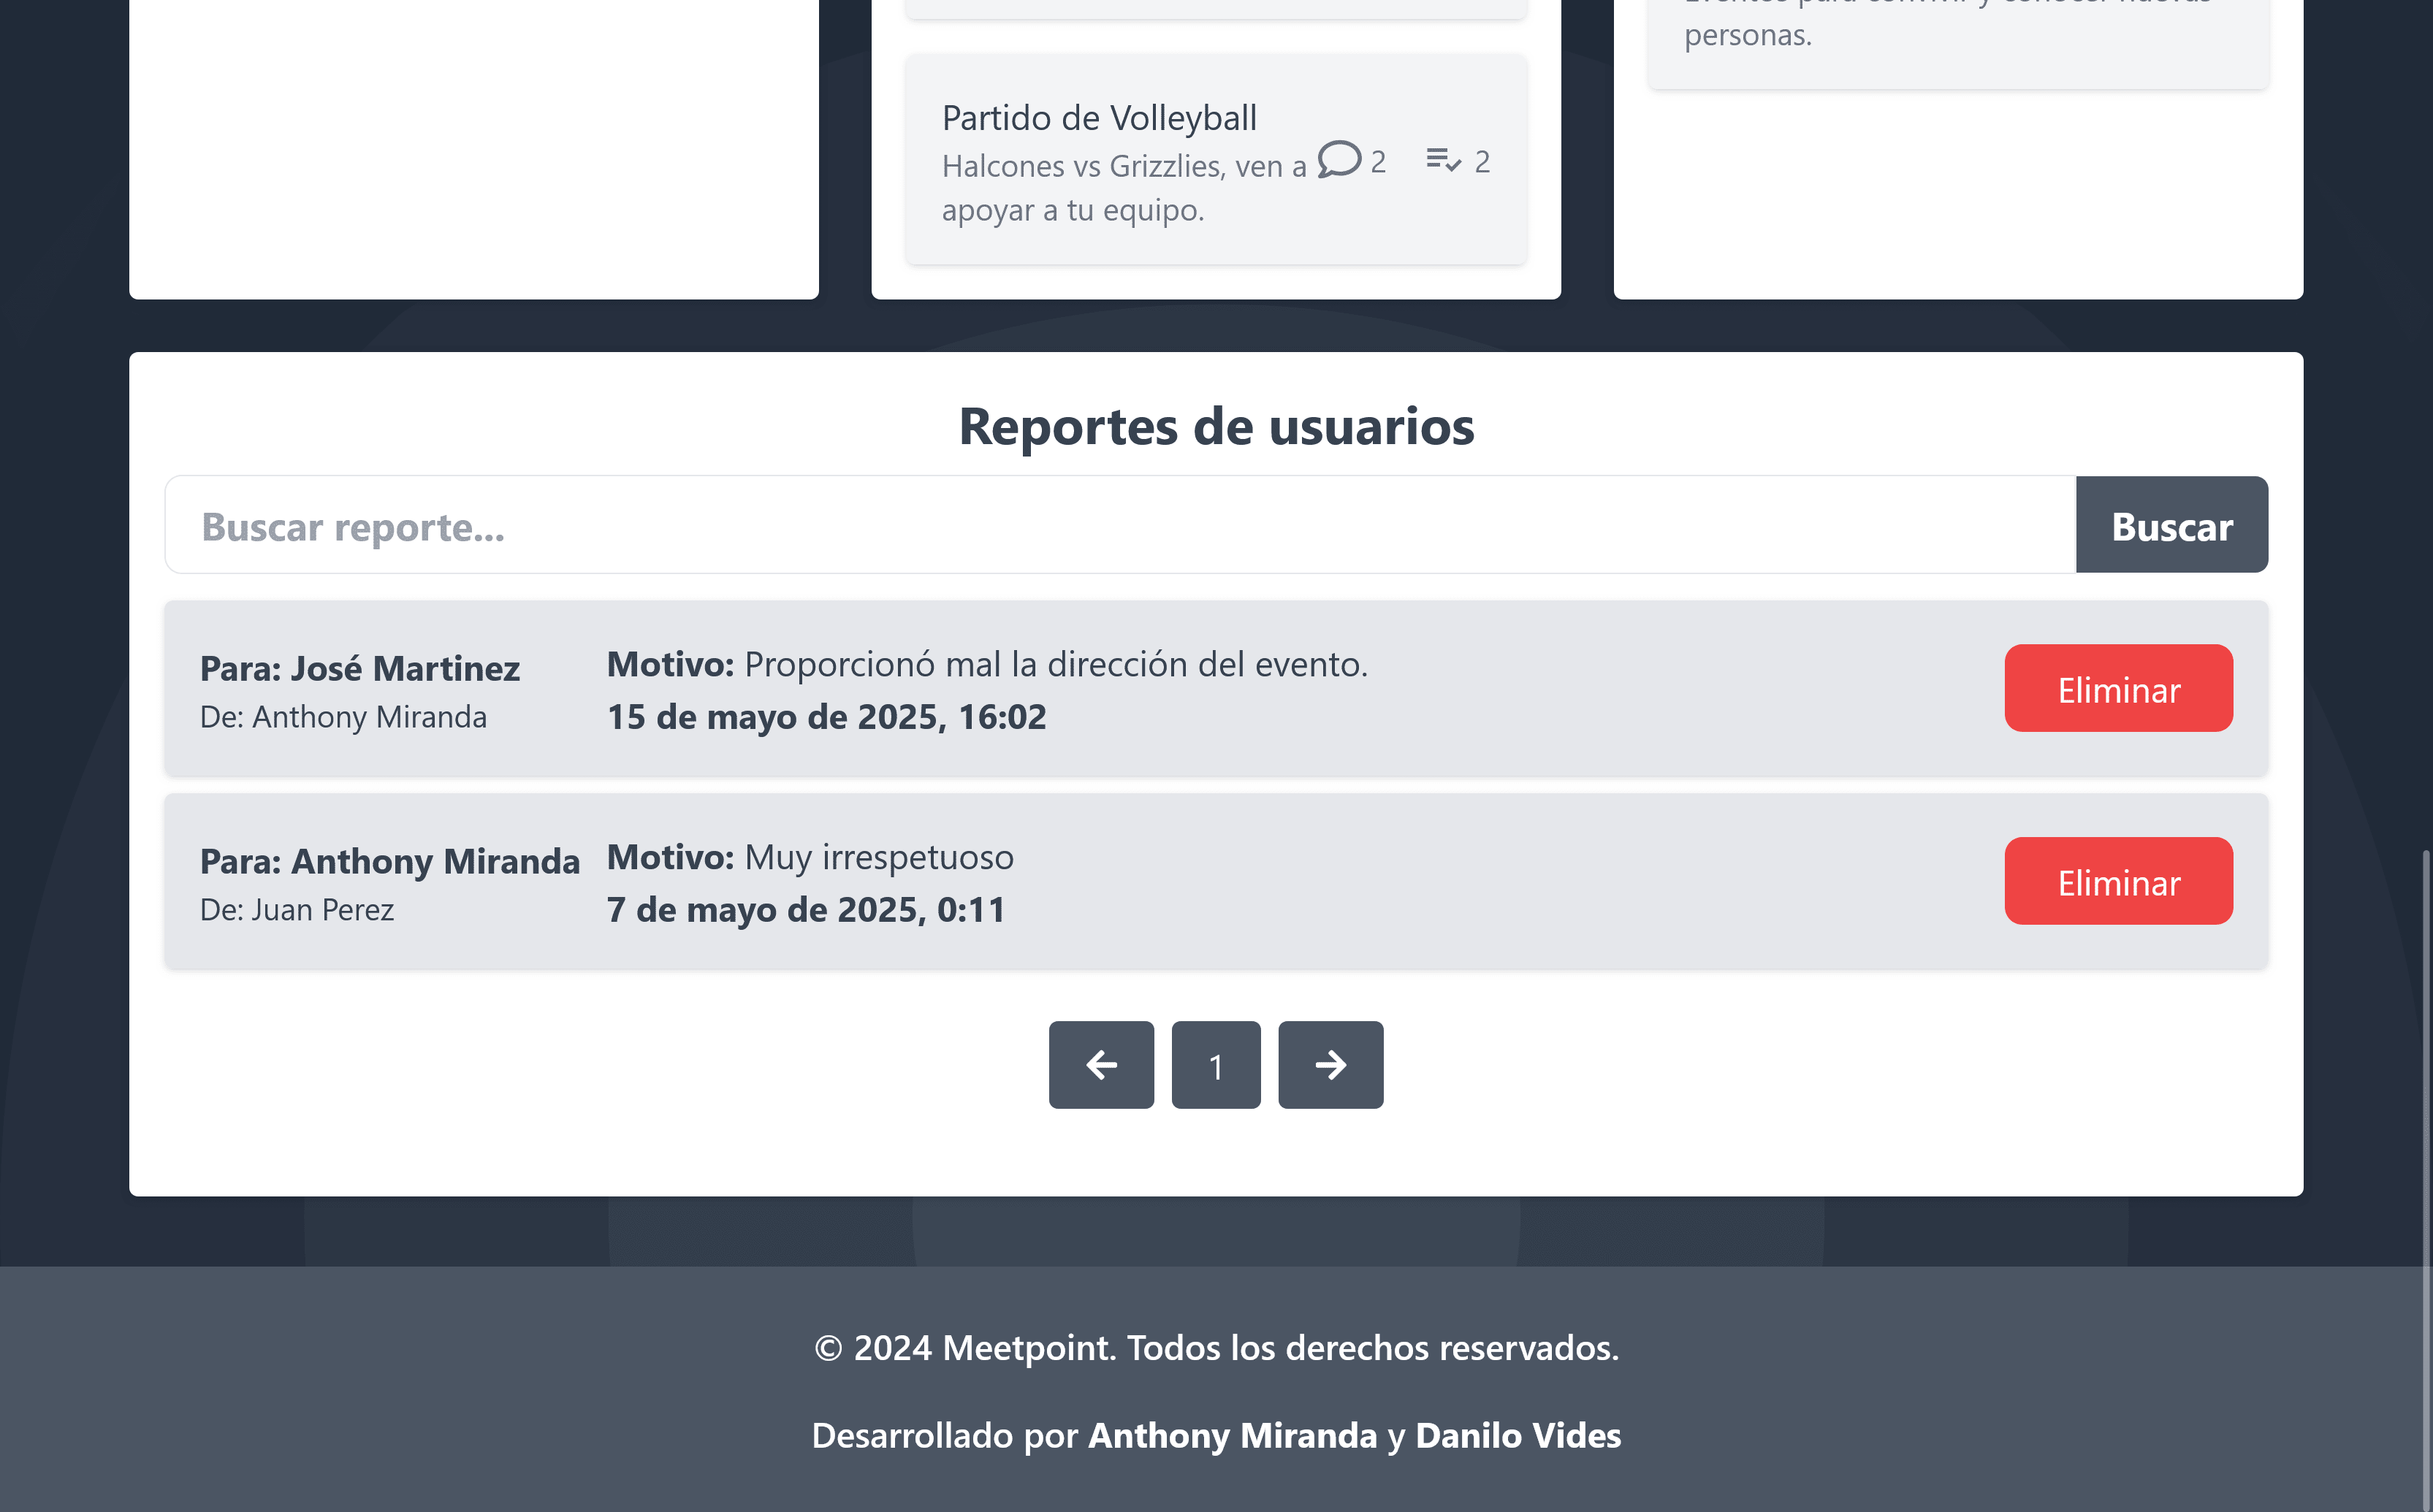 personas.
Partido de Volleyball
Halcones vs Grizzlies, ven a
apoyar a tu equipo.
2
2
Reportes de usuarios
Buscar reporte...
Buscar
Para: José Martinez
De: Anthony Miranda
Motivo: Proporcionó mal la dirección del evento.
15 de mayo de 2025, 16:02
Eliminar
Para: Anthony Miranda
De: Juan Perez
Motivo: Muy irrespetuoso
7 de mayo de 2025, 0:11
Eliminar
1
© 2024 Meetpoint. Todos los derechos reservados.
Desarrollado por Anthony Miranda y Danilo Vides